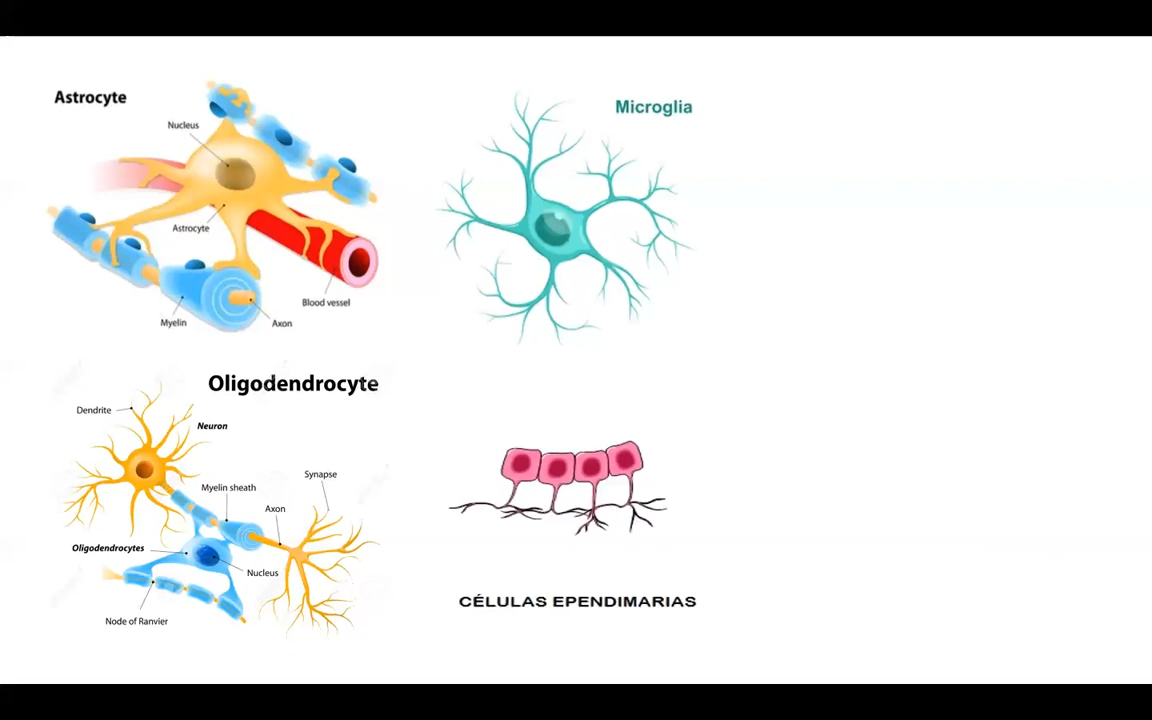 Astrocyte
Nucleus
Astrocyte
Blood vessel
Myelin
Axon
Microglia
Oligodendrocyte
Dendrite
Neuron
Synapse
Myelin sheath
Axon
Oligodendrocytes
Nucleus
Node of Ranvier
CÉLULAS EPENDIMARIAS